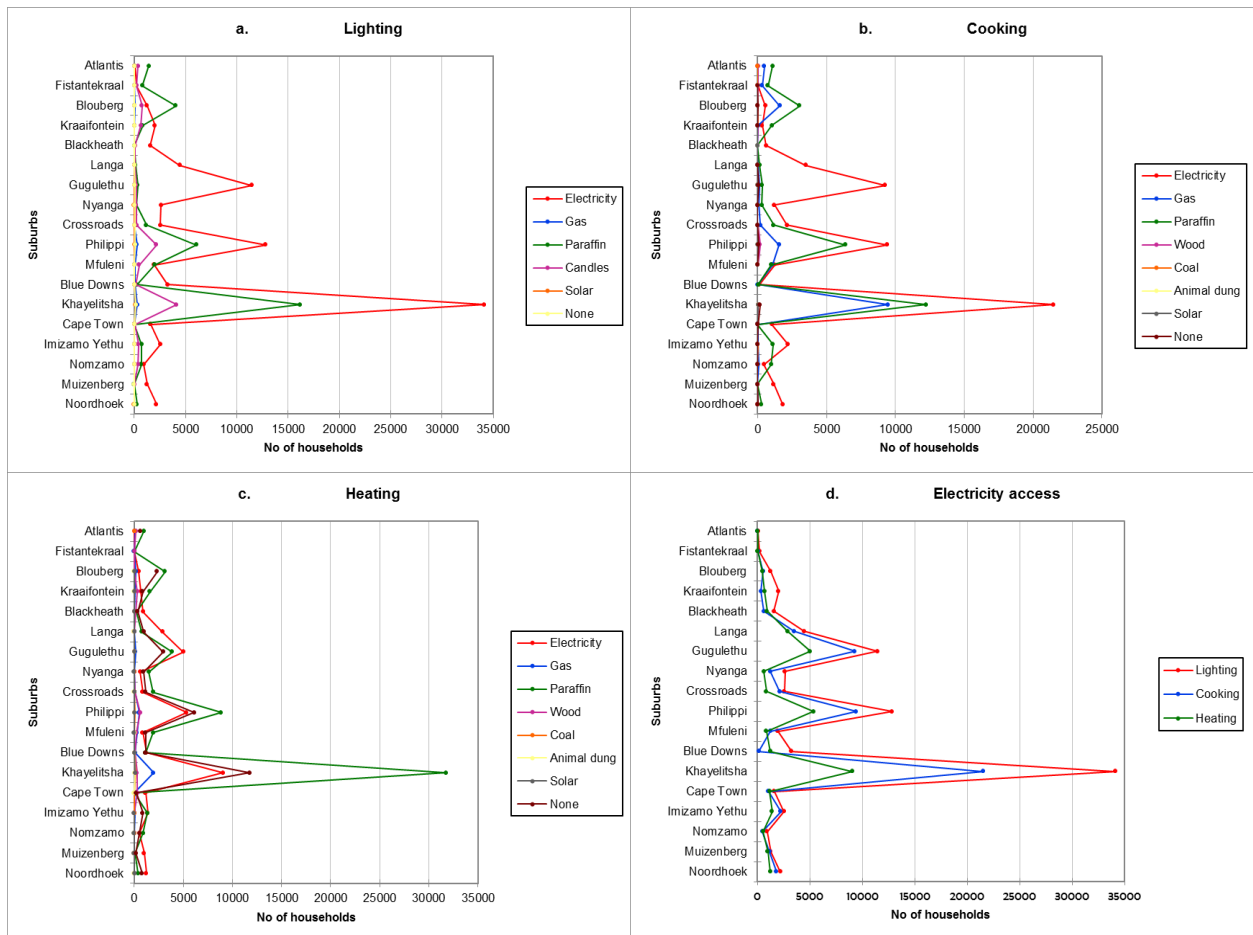 a. Lighting
Suburbs
Atlantis
Fistantekraal
Blouberg
Kraaifontein
Blackheath
Langa
Gugulethu
Nyanga
Crossroads
Philippi
Mfuleni
Blue Downs
Khayelitsha
Cape Town
Imizamo Yethu
Nomzamo
Muizenberg
Noordhoek
0 5000 10000 15000 20000 25000 30000 35000
No of households
Electricity
Gas
Paraffin
Candles
Solar
None
b. Cooking
Suburbs
Atlantis
Fistantekraal
Blouberg
Kraaifontein
Blackheath
Langa
Gugulethu
Nyanga
Crossroads
Philippi
Mfuleni
Blue Downs
Khayelitsha
Cape Town
Imizamo Yethu
Nomzamo
Muizenberg
Noordhoek
0 5000 10000 15000 20000 25000
No of households
Electricity
Gas
Paraffin
Wood
Coal
Animal dung
Solar
None
c. Heating
Suburbs
Atlantis
Fistantekraal
Blouberg
Kraaifontein
Blackheath
Langa
Gugulethu
Nyanga
Crossroads
Philippi
Mfuleni
Blue Downs
Khayelitsha
Cape Town
Imizamo Yethu
Nomzamo
Muizenberg
Noordhoek
0 5000 10000 15000 20000 25000 30000 35000
No of households
Electricity
Gas
Paraffin
Wood
Coal
Animal dung
Solar
None
d. Electricity access
Suburbs
Atlantis
Fistantekraal
Blouberg
Kraaifontein
Blackheath
Langa
Gugulethu
Nyanga
Crossroads
Philippi
Mfuleni
Blue Downs
Khayelitsha
Cape Town
Imizamo Yethu
Nomzamo
Muizenberg
Noordhoek
0 5000 10000 15000 20000 25000 30000 35000
No of households
Lighting
Cooking
Heating